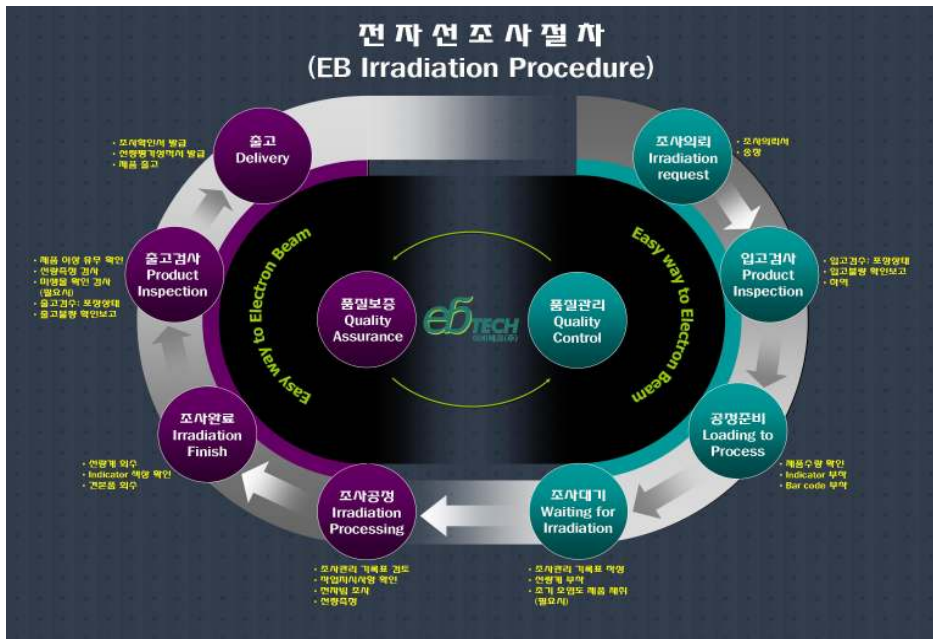 전자선조사절차
(EB Irradiation Procedure)
조사의뢰
Irradiation
request
· 조사의뢰서
· 송장
입고검사
Product
Inspection
· 입고검수: 포장상태
· 입고불량 확인보고
· 하역
공정준비
Loading to
Process
· 제품수량 확인
· Indicator 부착
· Bar code 부착
조사대기
Waiting for
Irradiation
· 조사관리 기록표 작성
· 선량계 부착
· 초기 오염도 제품 채취
(필요시)
조사공정
Irradiation
Processing
· 조사관리 기록표 검토
· 작업지시사항 확인
· 전자빔 조사
· 선량측정
조사완료
Irradiation
Finish
· 선량계 회수
· Indicator 색상 확인
· 견본품 회수
출고검사
Product
Inspection
· 제품 이상 유무 확인
· 선량측정 검사
· 미생물 확인 검사
(필요시)
· 출고검수: 포장상태
· 출고불량 확인보고
출고
Delivery
· 조사확인서 발급
· 선량평가성적서 발급
· 제품 출고
Easy way to Electron Beam
Easy way to Electron Beam
품질보증
Quality
Assurance
eb TECH
이비테크(주)
품질관리
Quality
Control